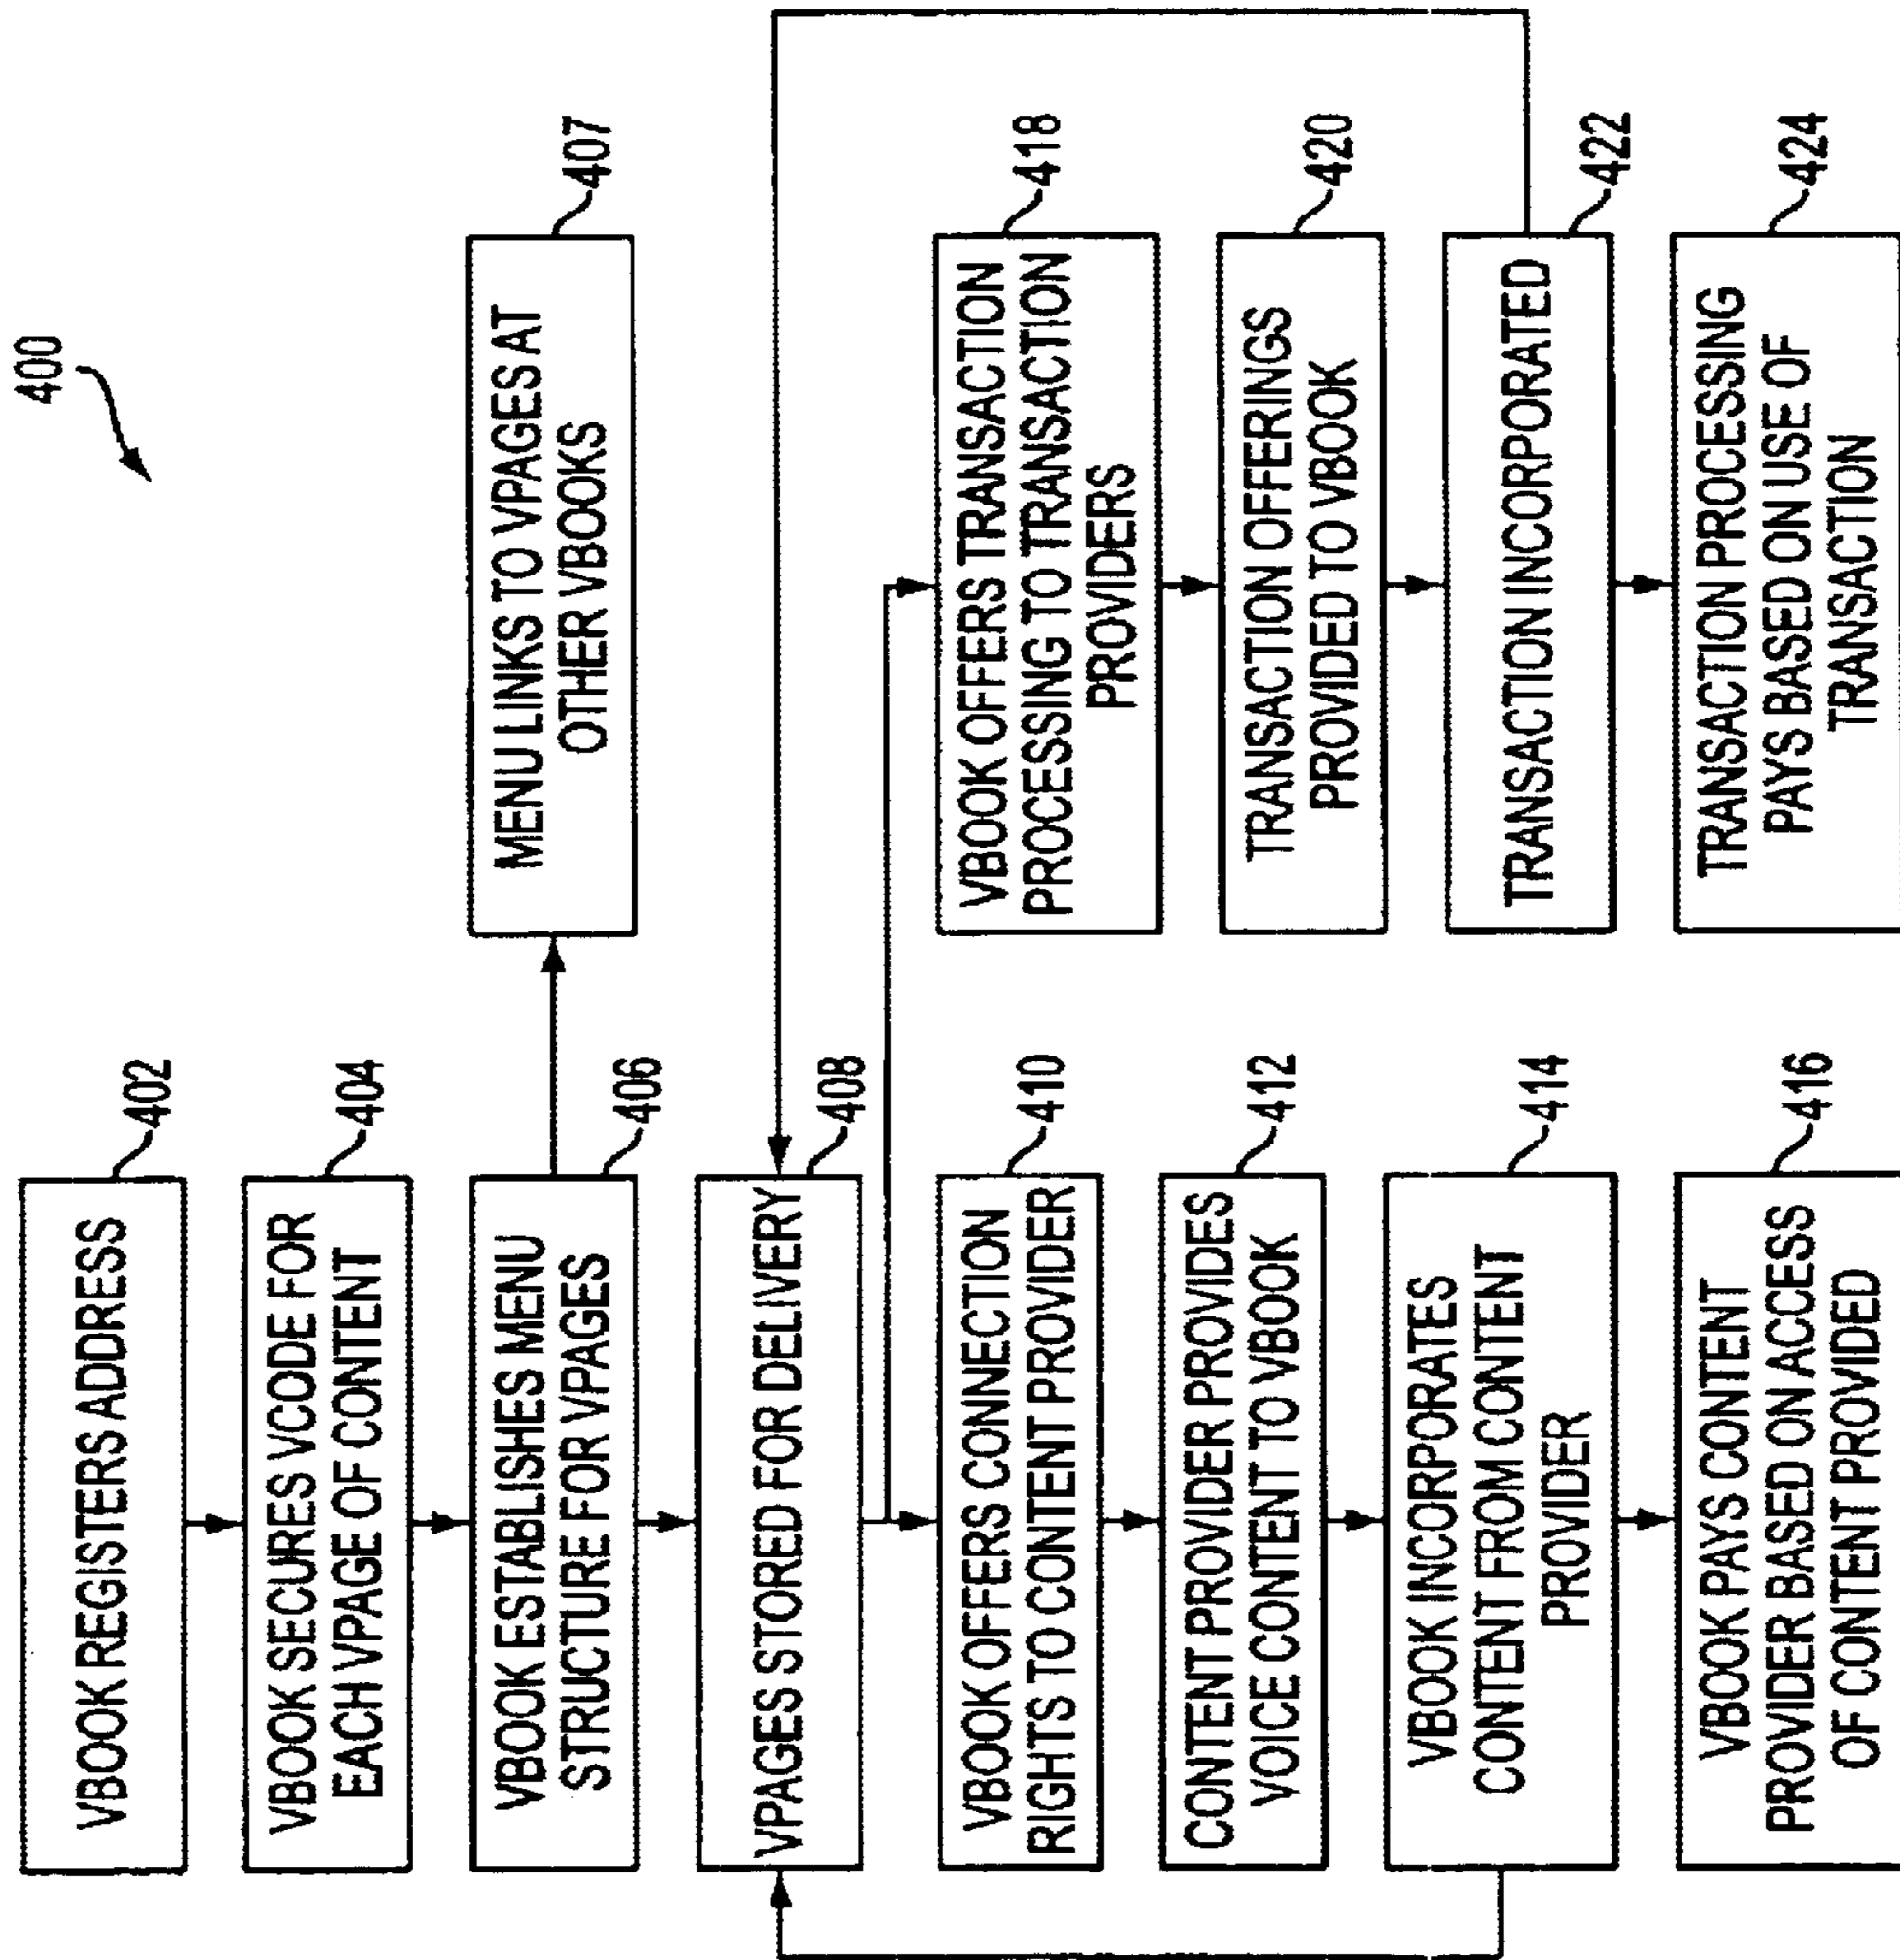 400
VBOOK REGISTERS ADDRESS
402
VBOOK SECURES VCODE FOR
EACH VPAGE OF CONTENT
404
VBOOK ESTABLISHES MENU
STRUCTURE FOR VPAGES
406
MENU LINKS TO VPAGES AT
OTHER VBOOKS
407
VPAGES STORED FOR DELIVERY
408
VBOOK OFFERS CONNECTION
RIGHTS TO CONTENT PROVIDER
410
CONTENT PROVIDER PROVIDES
VOICE CONTENT TO VBOOK
412
VBOOK INCORPORATES
CONTENT FROM CONTENT
PROVIDER
414
VBOOK PAYS CONTENT
PROVIDER BASED ON ACCESS
OF CONTENT PROVIDED
416
VBOOK OFFERS TRANSACTION
PROCESSING TO TRANSACTION
PROVIDERS
418
TRANSACTION OFFERINGS
PROVIDED TO VBOOK
420
TRANSACTION INCORPORATED
422
TRANSACTION PROCESSING
PAYS BASED ON USE OF
TRANSACTION
424